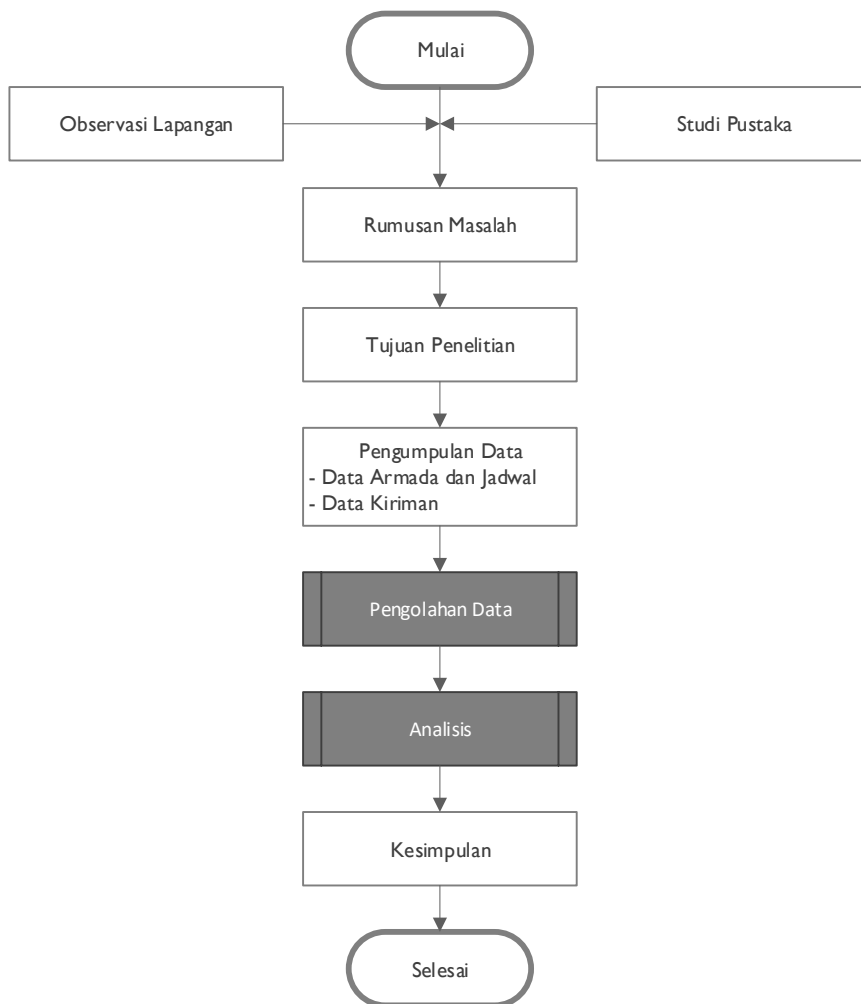 Mulai
Observasi Lapangan
Studi Pustaka
Rumusan Masalah
Tujuan Penelitian
Pengumpulan Data
- Data Armada dan Jadwal
- Data Kiriman
Pengolahan Data
Analisis
Kesimpulan
Selesai